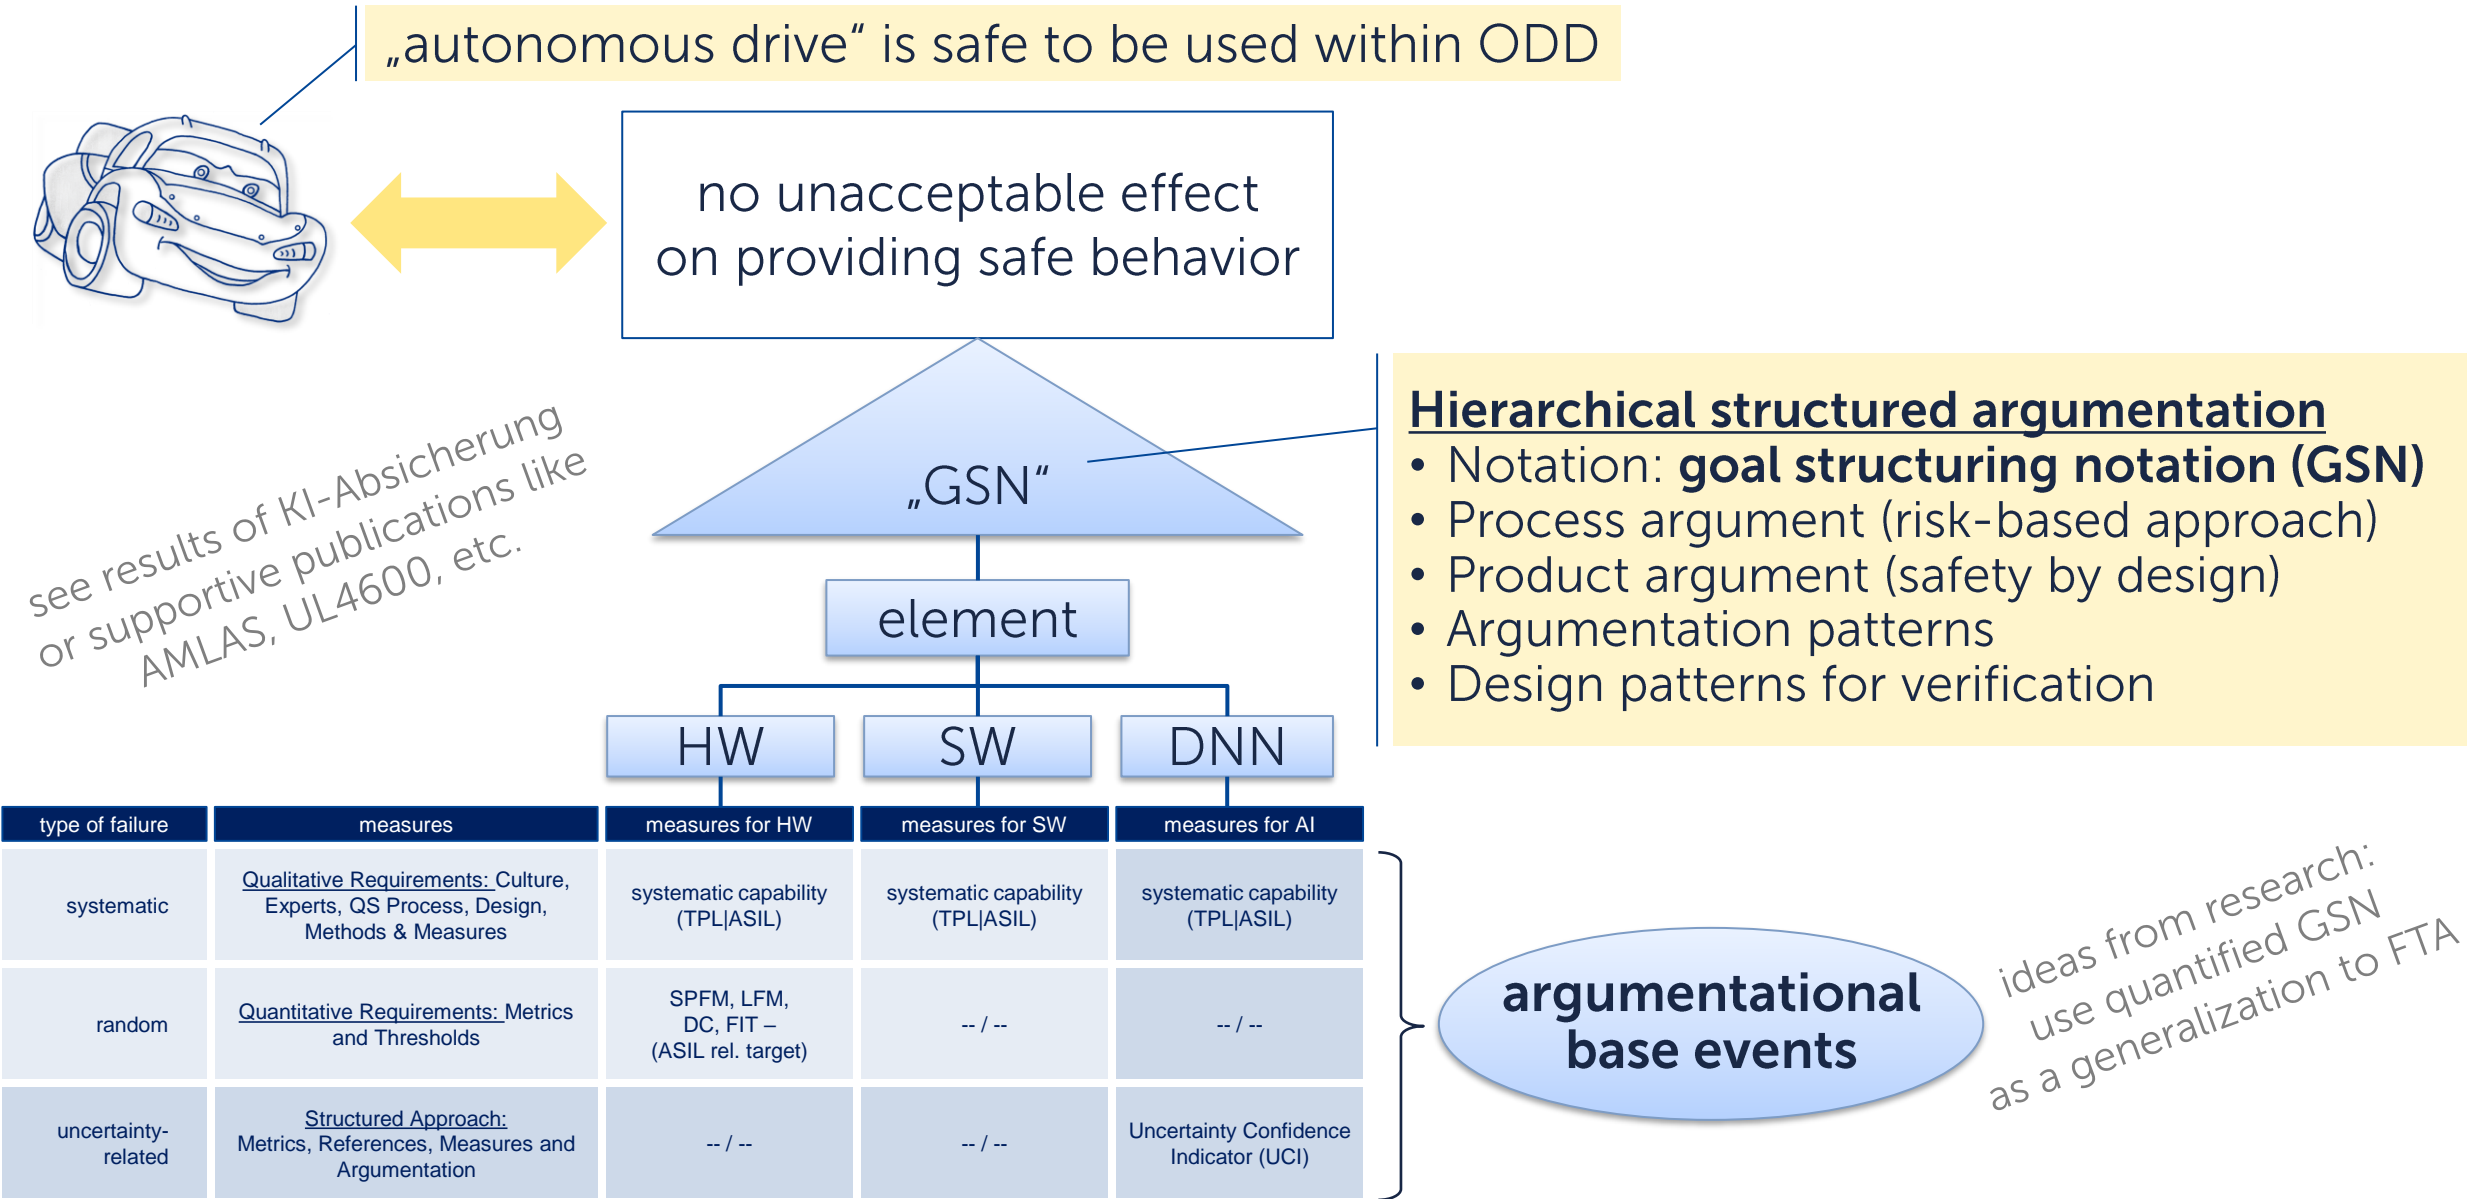 „autonomous drive“ is safe to be used within ODD
no unacceptable effect
on providing safe behavior
see results of KI-Absicherung
or supportive publications like
AMLAS, UL4600, etc.
„GSN“
Hierarchical structured argumentation
• Notation: goal structuring notation (GSN)
• Process argument (risk-based approach)
• Product argument (safety by design)
• Argumentation patterns
• Design patterns for verification
element
HW
SW
DNN
type of failure
measures
measures for HW
measures for SW
measures for AI
systematic
Qualitative Requirements: Culture,
Experts, QS Process, Design,
Methods & Measures
systematic capability
(TPL|ASIL)
systematic capability
(TPL|ASIL)
systematic capability
(TPL|ASIL)
random
Quantitative Requirements: Metrics
and Thresholds
SPFM, LFM,
DC, FIT –
(ASIL rel. target)
-- / --
-- / --
uncertainty-
related
Structured Approach:
Metrics, References, Measures and
Argumentation
-- / --
-- / --
Uncertainty Confidence
Indicator (UCI)
argumentational
base events
ideas from research:
use quantified GSN
as a generalization to FTA